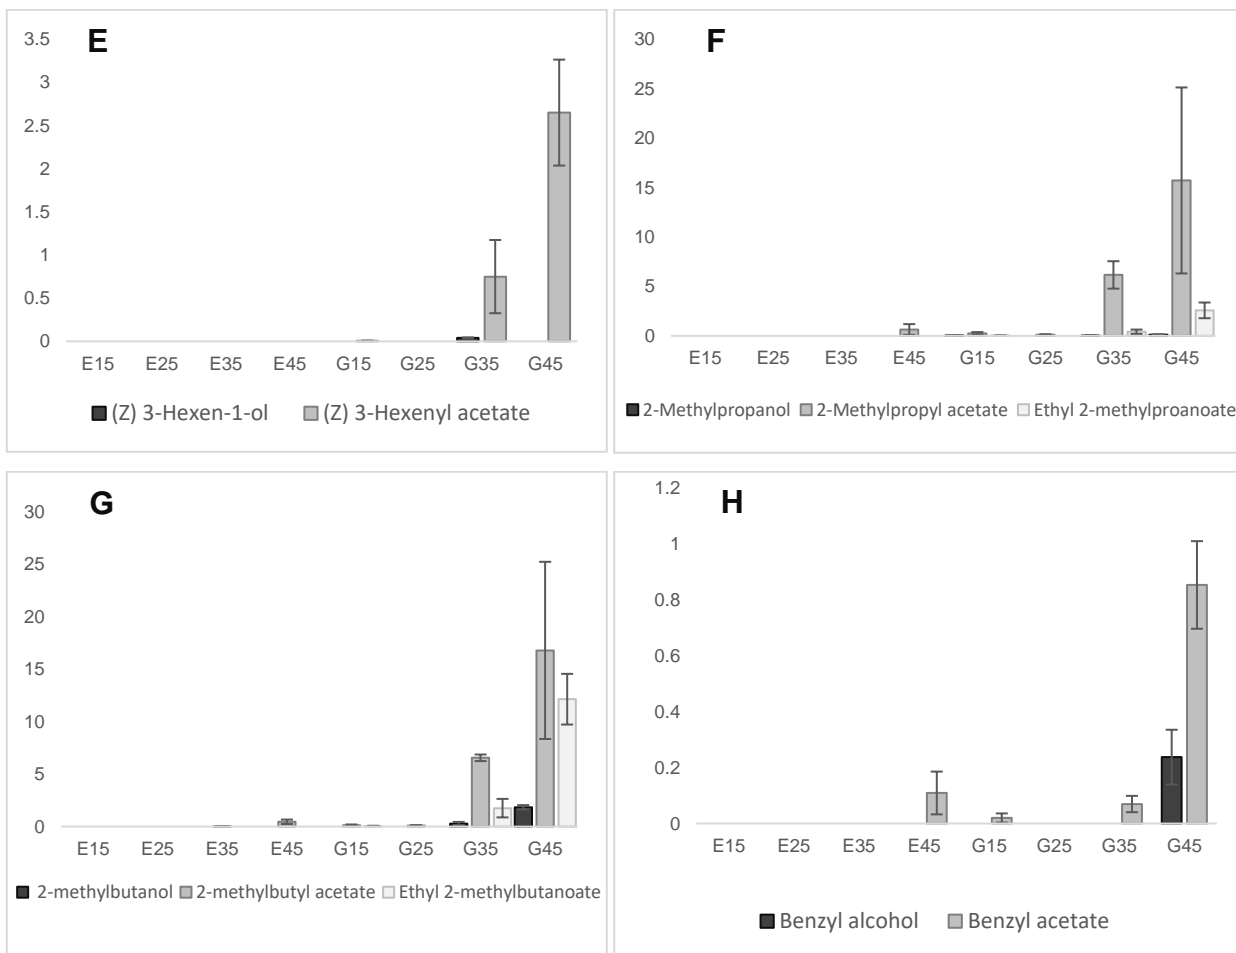 E
3.5
3
2.5
2
1.5
1
0.5
0
E15 E25 E35 E45 G15 G25 G35 G45
(Z) 3-Hexen-1-ol (Z) 3-Hexenyl acetate
F
30
25
20
15
10
5
0
E15 E25 E35 E45 G15 G25 G35 G45
2-Methylpropanol 2-Methylpropyl acetate Ethyl 2-methylproanoate
G
30
25
20
15
10
5
0
E15 E25 E35 E45 G15 G25 G35 G45
2-methylbutanol 2-methylbutyl acetate Ethyl 2-methylbutanoate
H
1.2
1
0.8
0.6
0.4
0.2
0
E15 E25 E35 E45 G15 G25 G35 G45
Benzyl alcohol Benzyl acetate